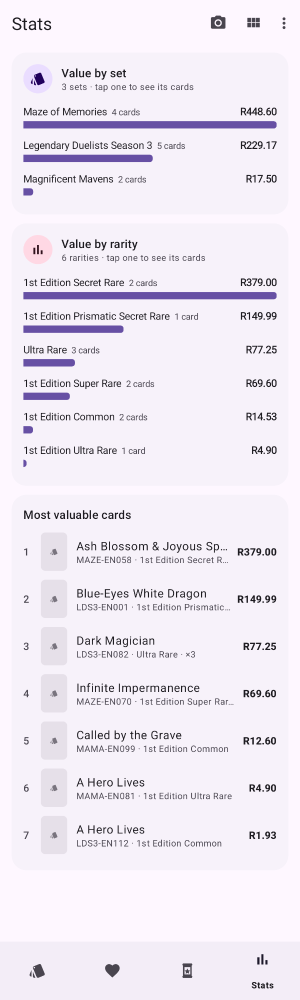 Stats
Value by set
3 sets · tap one to see its cards
Maze of Memories 4 cards R448.60
Legendary Duelists Season 3 5 cards R229.17
Magnificent Mavens 2 cards R17.50
Value by rarity
6 rarities · tap one to see its cards
1st Edition Secret Rare 2 cards R379.00
1st Edition Prismatic Secret Rare 1 card R149.99
Ultra Rare 3 cards R77.25
1st Edition Super Rare 2 cards R69.60
1st Edition Common 2 cards R14.53
1st Edition Ultra Rare 1 card R4.90
Most valuable cards
1 Ash Blossom & Joyous Sp... R379.00
MAZE-EN058 · 1st Edition Secret R...
2 Blue-Eyes White Dragon R149.99
LDS3-EN001 · 1st Edition Prismatic...
3 Dark Magician R77.25
LDS3-EN082 · Ultra Rare · ×3
4 Infinite Impermanence R69.60
MAZE-EN070 · 1st Edition Super Rar...
5 Called by the Grave R12.60
MAMA-EN099 · 1st Edition Common
6 A Hero Lives R4.90
MAMA-EN081 · 1st Edition Ultra Rare
7 A Hero Lives R1.93
LDS3-EN112 · 1st Edition Common
Stats